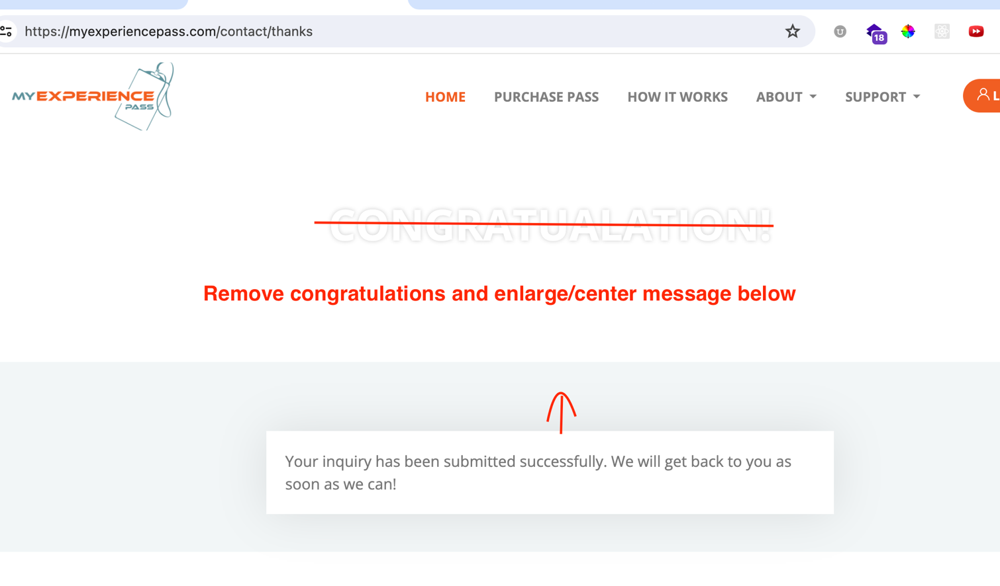 https://myexperiencepass.com/contact/thanks
18
MYEXPERIENCE
PASS
HOME PURCHASE PASS HOW IT WORKS ABOUT SUPPORT L
CONGRATUALATION!
Remove congratulations and enlarge/center message below
Your inquiry has been submitted successfully. We will get back to you as
soon as we can!